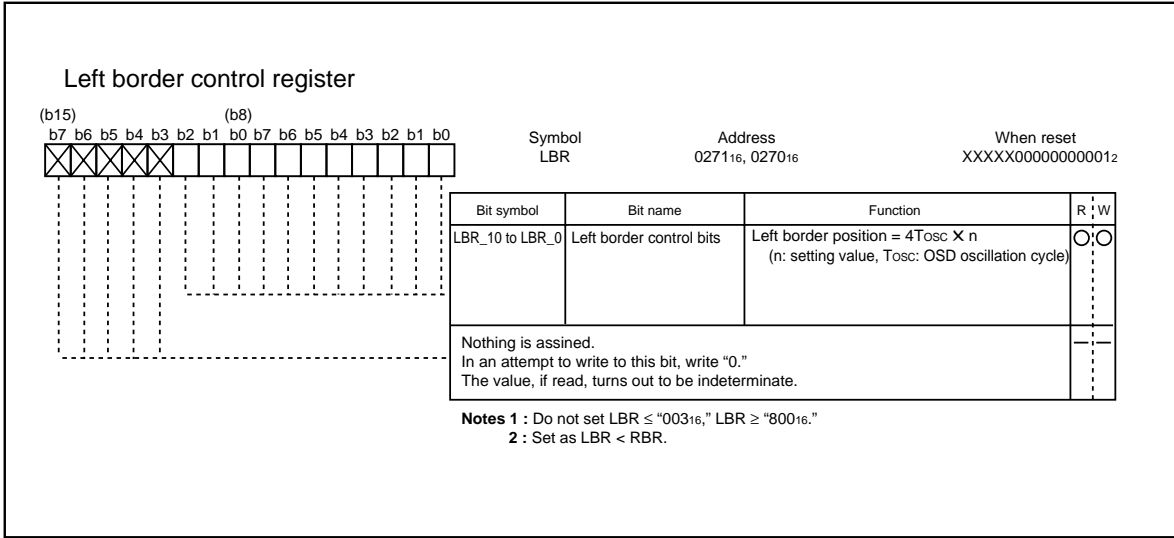 Left border control register
(b15) (b8)
b7 b6 b5 b4 b3 b2 b1 b0 b7 b6 b5 b4 b3 b2 b1 b0
Symbol Address When reset
LBR 027116, 027016 XXXXX000000000012
Bit symbol Bit name Function R W
LBR_10 to LBR_0 Left border control bits Left border position = 4Tosc X n
(n: setting value, Tosc: OSD oscillation cycle)
Nothing is assined.
In an attempt to write to this bit, write “0.”
The value, if read, turns out to be indeterminate.
Notes 1 : Do not set LBR ≤ “00316,” LBR ≥ “80016.”
2 : Set as LBR < RBR.